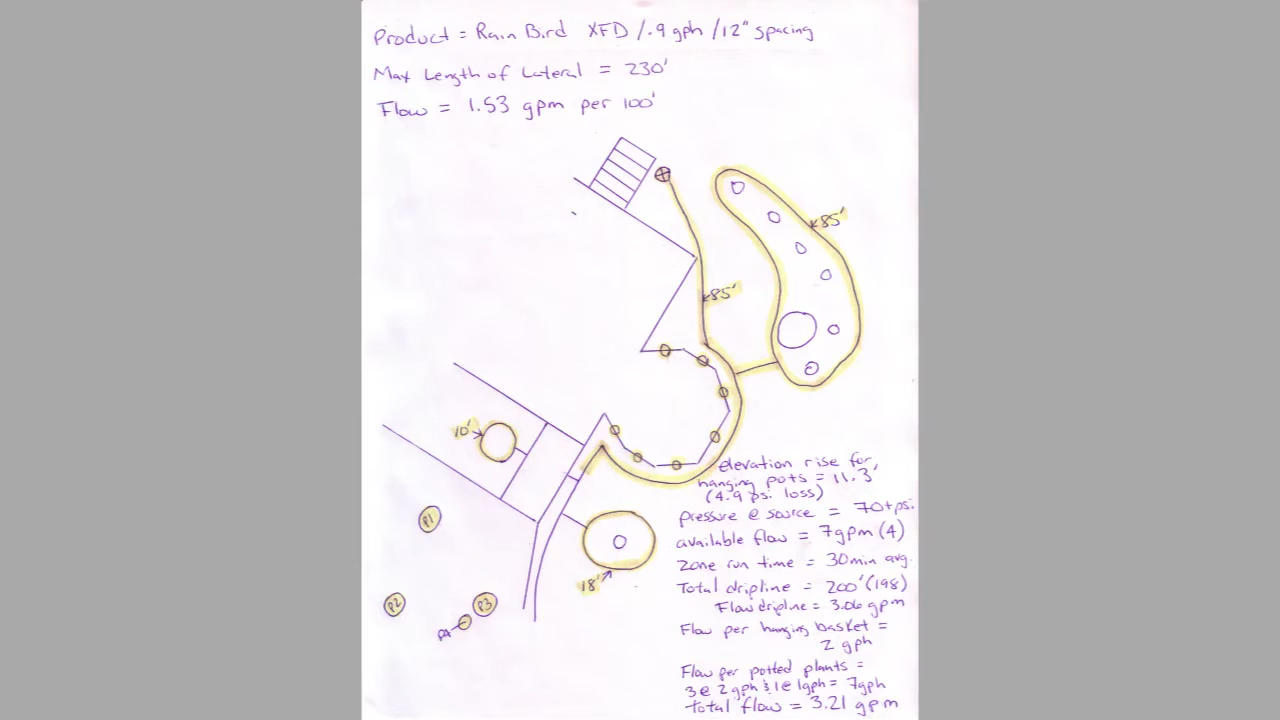 Product = Rain Bird XFD /.9 gph /12" spacing
Max Length of Lateral = 230'
Flow = 1.53 gpm per 100'
85'
85'
10'
elevation rise for
hanging pots = 11.3'
(4.9 psi loss)
pressure @ source = 70+psi
available flow = 7gpm (4)
P1
zone run time = 30min avg.
18'
Total dripline = 200' (198)
P2
P3
Flow dripline = 3.06 gpm
P4
Flow per hanging basket =
2 gph
Flow per potted plants =
3@ 2gph & 1@ 1gph = 7gph
total flow = 3.21 gpm